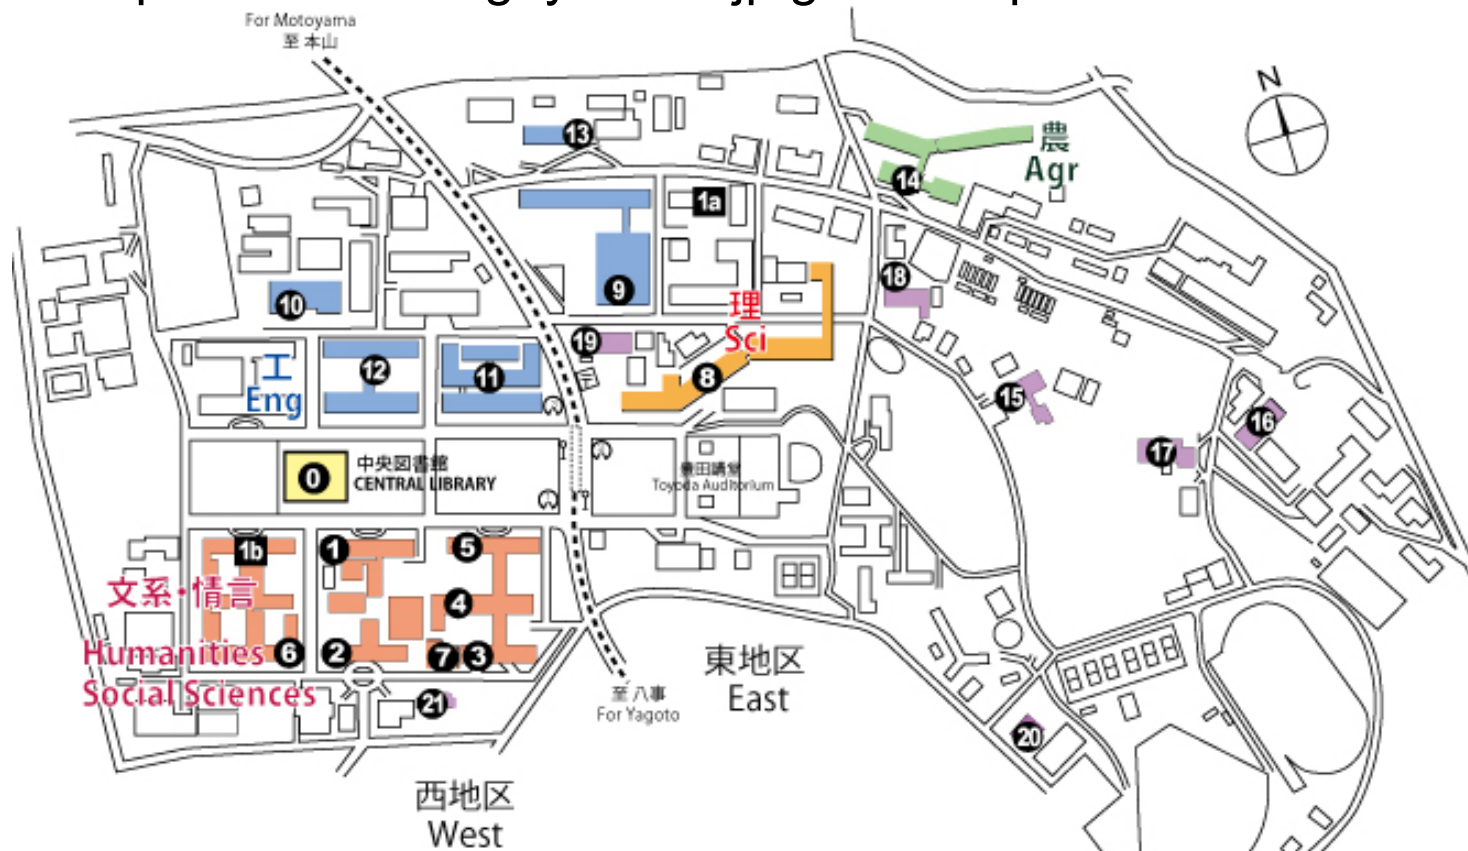 For Motoyama
至 本山
N
13
農
Agr
14
1a
18
9
10
理
Sci
19
工
Eng
12
11
8
15
16
17
中央図書館
CENTRAL LIBRARY
0
豊田講堂
Toyoda Auditorium
1b
1
5
文系・情言
4
Humanities
6
2
7
3
Social Sciences
21
東地区
East
至 八事
For Yagoto
20
西地区
West